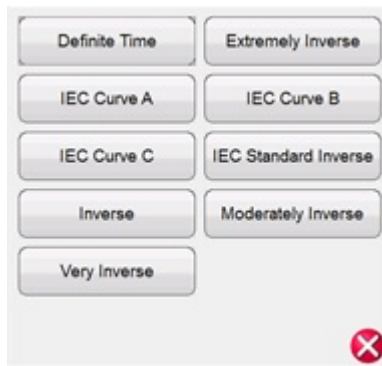 Definite Time
Extremely Inverse
IEC Curve A
IEC Curve B
IEC Curve C
IEC Standard Inverse
Inverse
Moderately Inverse
Very Inverse